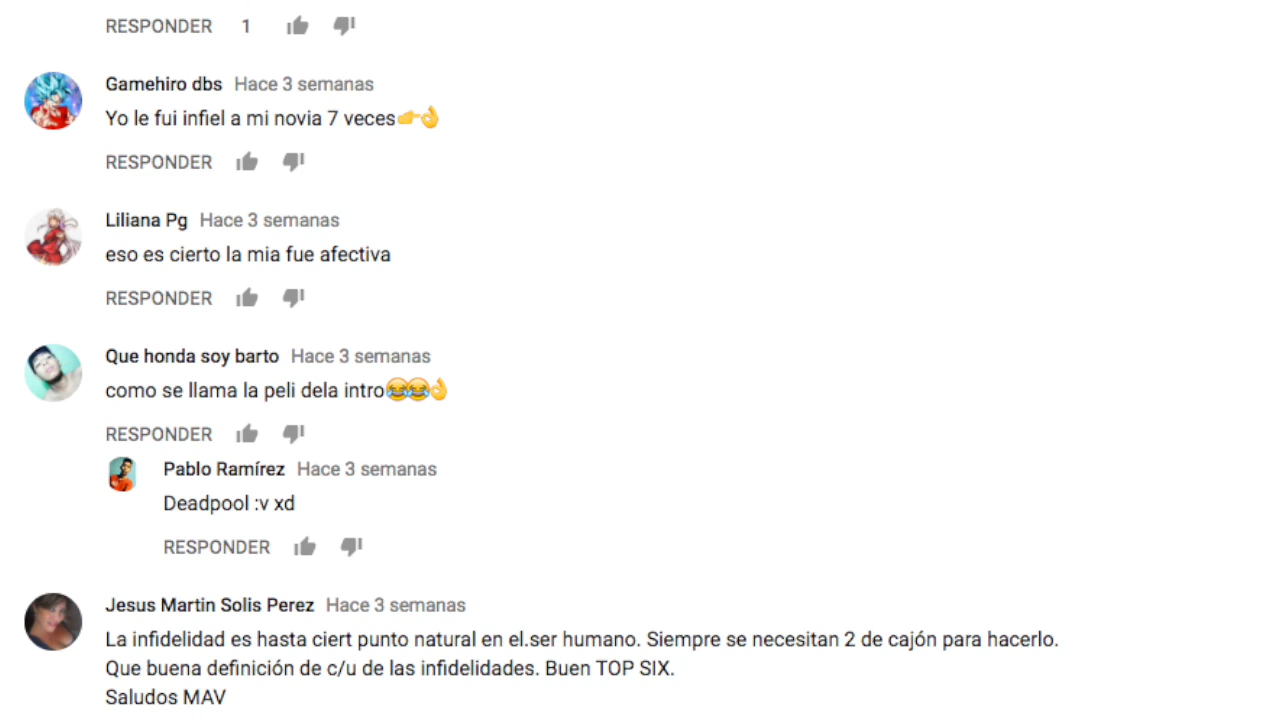 RESPONDER 1
Gamehiro dbs Hace 3 semanas
Yo le fui infiel a mi novia 7 veces👉👌
RESPONDER
Liliana Pg Hace 3 semanas
eso es cierto la mia fue afectiva
RESPONDER
Que honda soy barto Hace 3 semanas
como se llama la peli dela intro😂😂👌
RESPONDER
Pablo Ramírez Hace 3 semanas
Deadpool :v xd
RESPONDER
Jesus Martin Solis Perez Hace 3 semanas
La infidelidad es hasta ciert punto natural en el.ser humano. Siempre se necesitan 2 de cajón para hacerlo.
Que buena definición de c/u de las infidelidades. Buen TOP SIX.
Saludos MAV